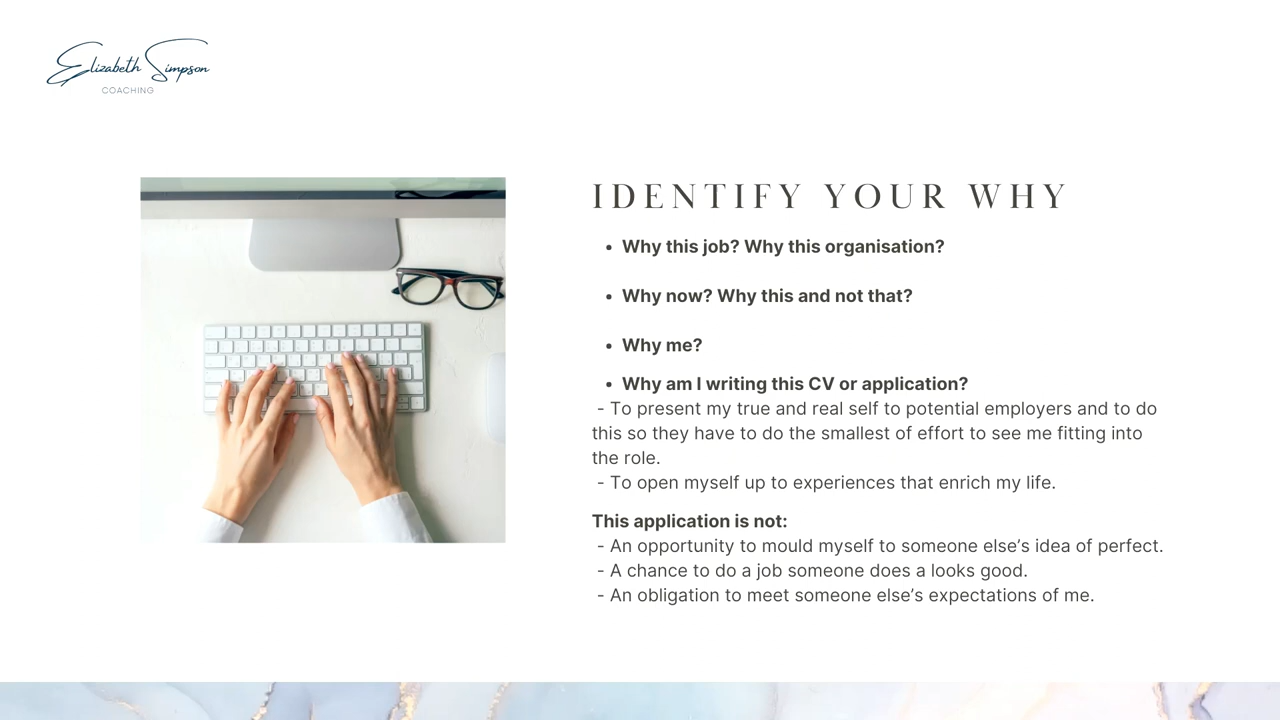 Elizabeth Simpson
COACHING
IDENTIFY YOUR WHY
• Why this job? Why this organisation?
• Why now? Why this and not that?
• Why me?
• Why am I writing this CV or application?
- To present my true and real self to potential employers and to do
this so they have to do the smallest of effort to see me fitting into
the role.
- To open myself up to experiences that enrich my life.
This application is not:
- An opportunity to mould myself to someone else’s idea of perfect.
- A chance to do a job someone does a looks good.
- An obligation to meet someone else’s expectations of me.